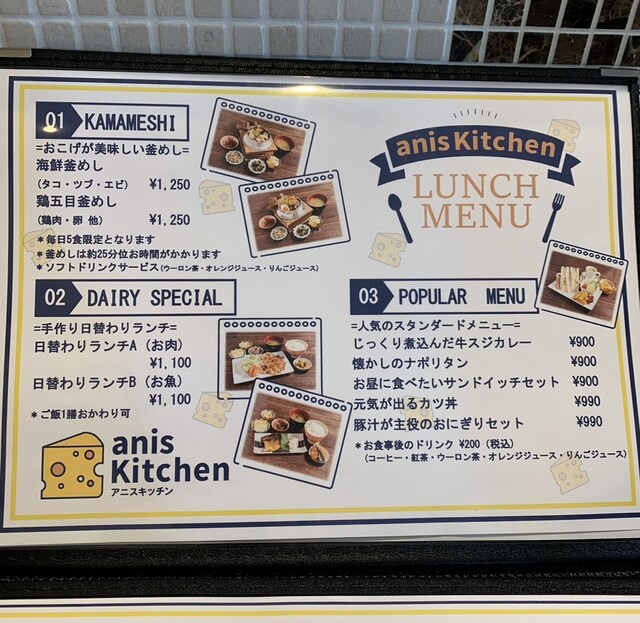 anis Kitchen
LUNCH
MENU
01 KAMAMESHI
=おこげが美味しい釜めし=
海鮮釜めし
(タコ・ツブ・エビ) ¥1,250
鶏五目釜めし
(鶏肉・卵 他) ¥1,250
*毎日5食限定となります
*釜めしは約25分位お時間がかかります
*ソフトドリンクサービス(ウーロン茶・オレンジジュース・りんごジュース)
02 DAIRY SPECIAL
=手作り日替わりランチ=
日替わりランチA (お肉)
¥1,100
日替わりランチB (お魚)
¥1,100
*ご飯1膳おかわり可
anis
Kitchen
アニスキッチン
03 POPULAR MENU
=人気のスタンダードメニュー=
じっくり煮込んだ牛スジカレー ¥900
懐かしのナポリタン ¥900
お昼に食べたいサンドイッチセット ¥900
元気が出るカツ丼 ¥990
豚汁が主役のおにぎりセット ¥990
*お食事後のドリンク ¥200 (税込)
(コーヒー・紅茶・ウーロン茶・オレンジジュース・りんごジュース)